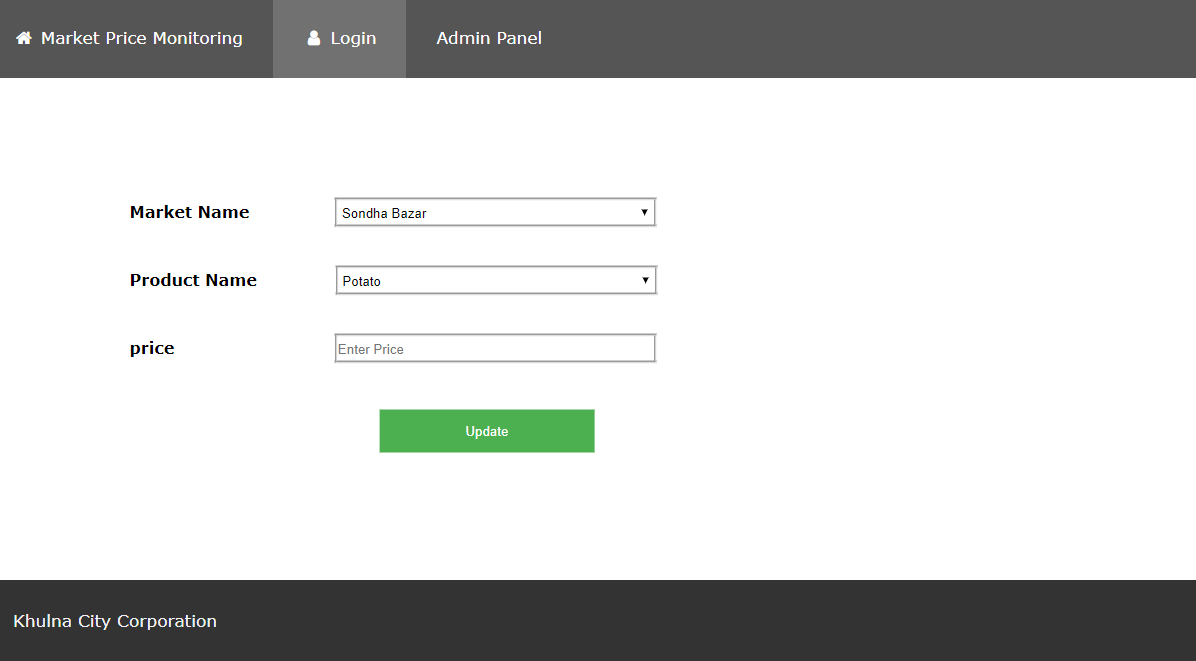 Market Price Monitoring Login Admin Panel
Market Name Sondha Bazar
Product Name Potato
price Enter Price
Update
Khulna City Corporation